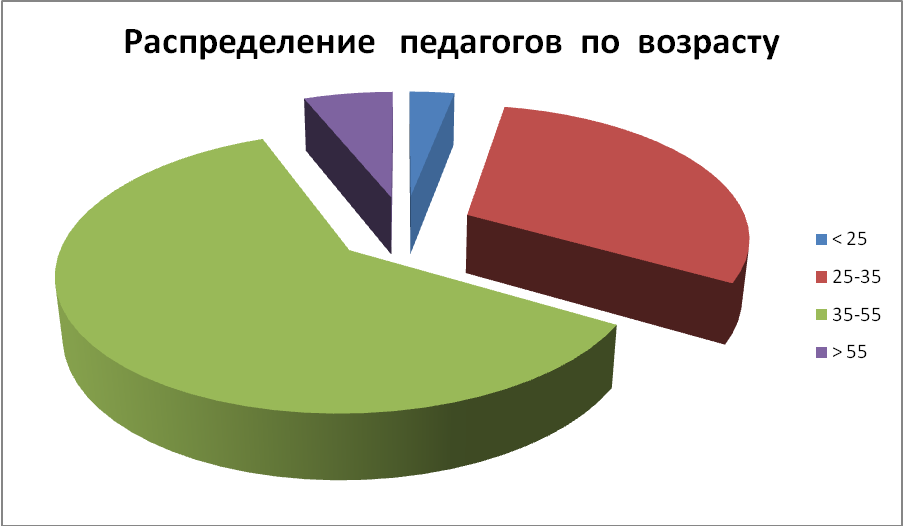 Распределение педагогов по возрасту
< 25
25-35
35-55
> 55